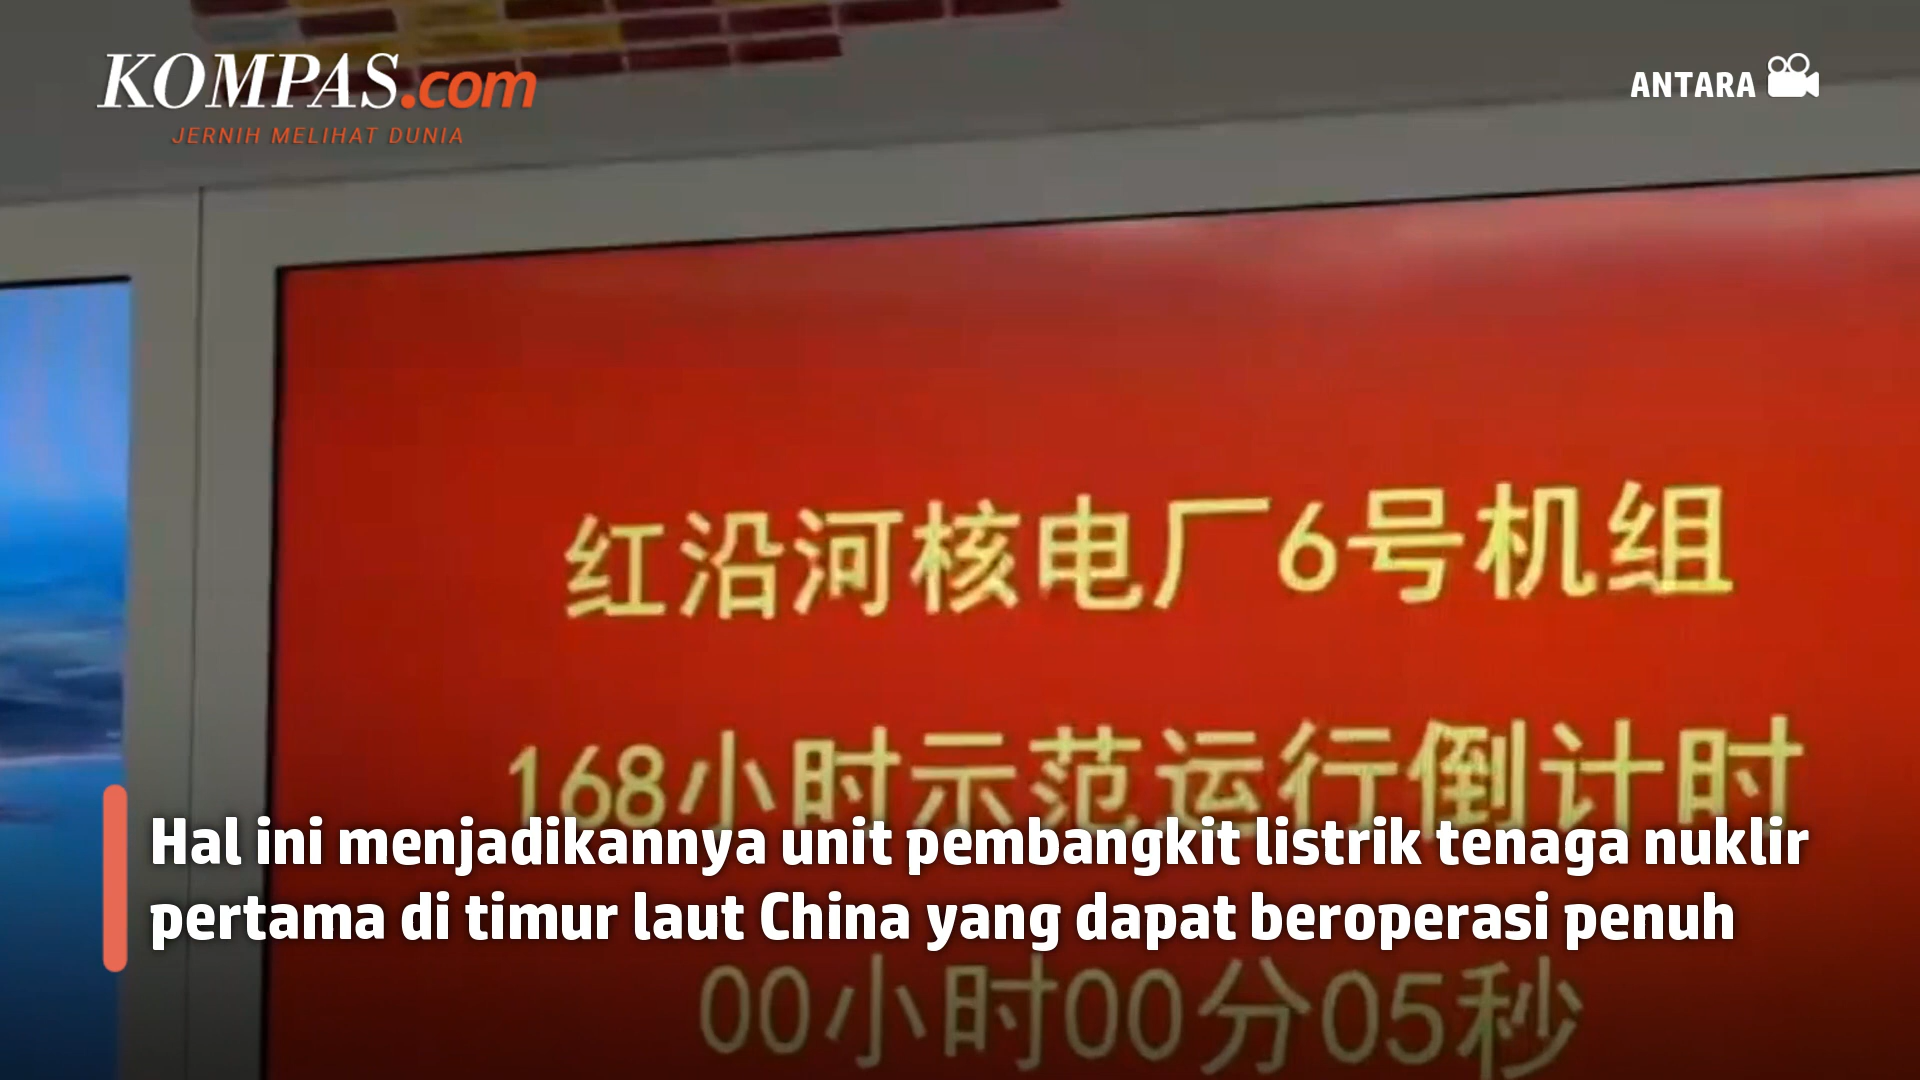 KOMPAS.com
JERNIH MELIHAT DUNIA
ANTARA
红沿河核电厂6号机组
168小时示范运行倒计时
Hal ini menjadikannya unit pembangkit listrik tenaga nuklir
pertama di timur laut China yang dapat beroperasi penuh
00小时00分05秒